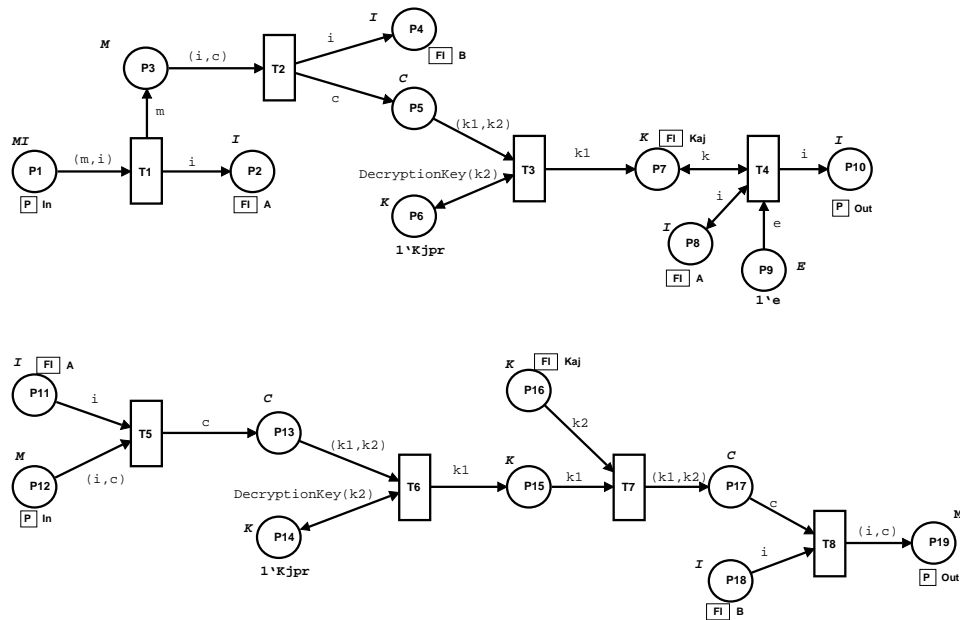 I
P4
FI B
M
P3
(i,c)
T2
i
c
C
P5
(k1,k2)
m
MI
P1
P In
(m,i)
T1
i
I
P2
FI A
DecryptionKey(k2)
K
P6
1‘Kjpr
T3
k1
K
FI Kaj
P7
k
T4
i
I
P10
P Out
i
I
P8
FI A
e
P9
E
1‘e
I
FI A
P11
i
T5
c
C
P13
M
P12
P In
(i,c)
(k1,k2)
DecryptionKey(k2)
K
P14
1‘Kjpr
T6
k1
K
FI Kaj
P16
k2
K
P15
k1
T7
(k1,k2)
C
P17
c
T8
(i,c)
M
P19
P Out
I
P18
FI B
i